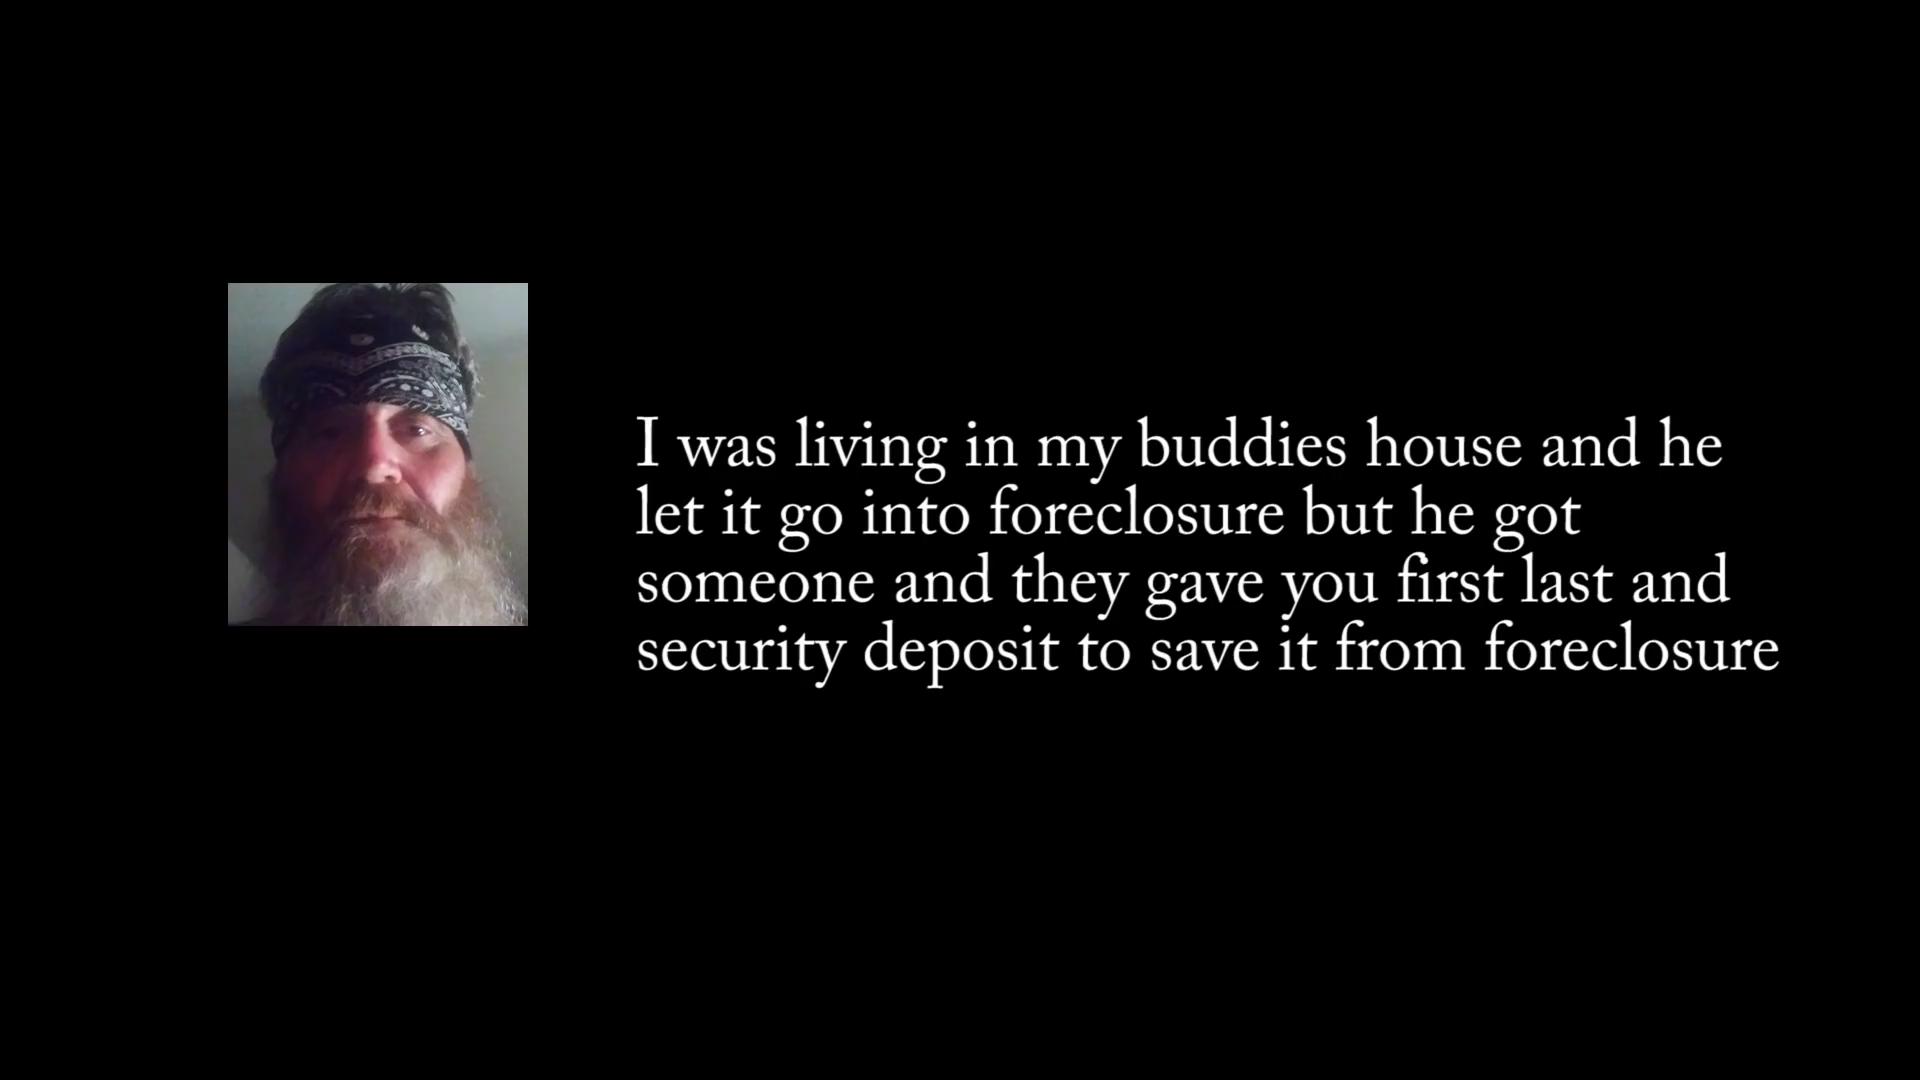 I was living in my buddies house and he
let it go into foreclosure but he got
someone and they gave you first last and
security deposit to save it from foreclosure